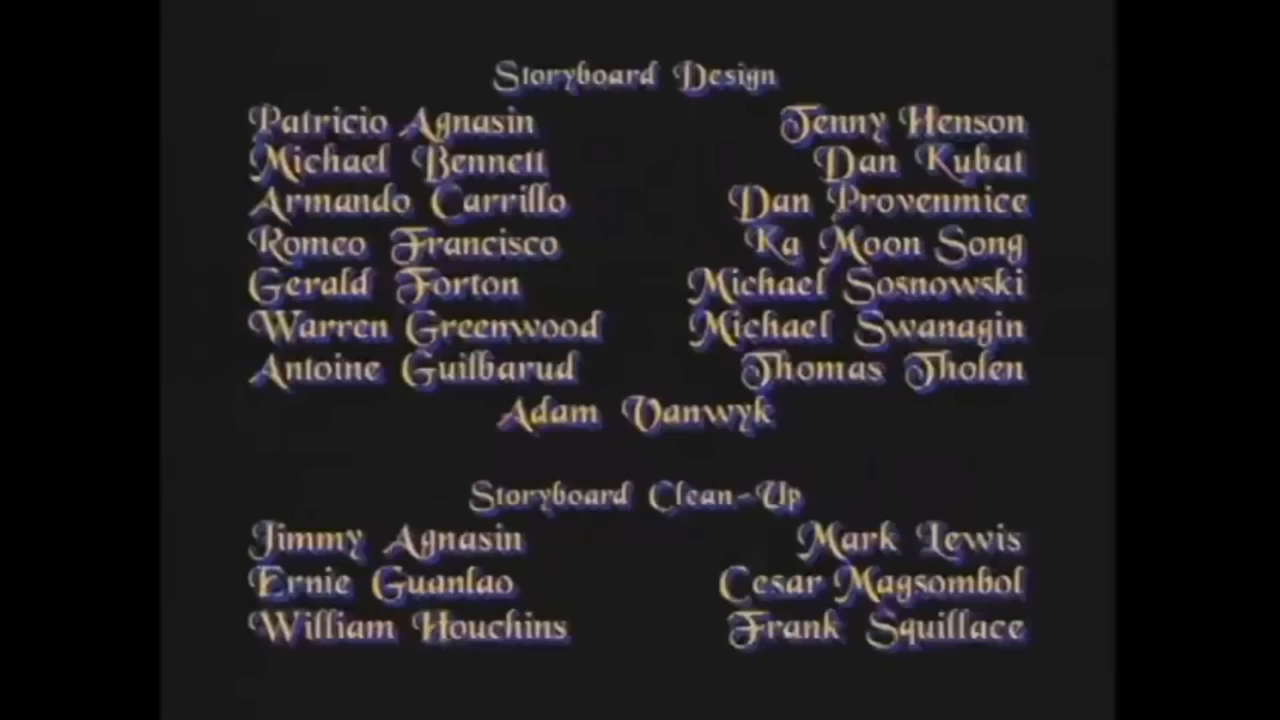 Storyboard Design
Patricio Agnasin Jenny Henson
Michael Bennett Dan Kubat
Armando Carrillo Dan Provenmice
Romeo Francisco Ka Moon Song
Gerald Forton Michael Sosnowski
Warren Greenwood Michael Swanagin
Antoine Guilbarud Thomas Tholen
Adam Vanwyk
Storyboard Clean-Up
Jimmy Agnasin Mark Lewis
Ernie Guanlao Cesar Magsombol
William Houchins Frank Squillace